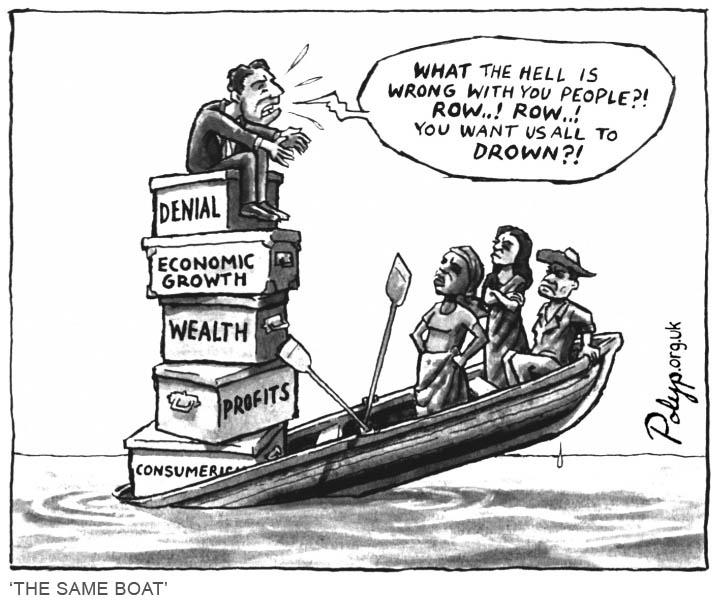 WHAT THE HELL IS
WRONG WITH YOU PEOPLE?!
ROW..! ROW..!
YOU WANT US ALL TO
DROWN?!
DENIAL
ECONOMIC
GROWTH
WEALTH
PROFITS
CONSUMERISM
Polyp.org.uk
'THE SAME BOAT'